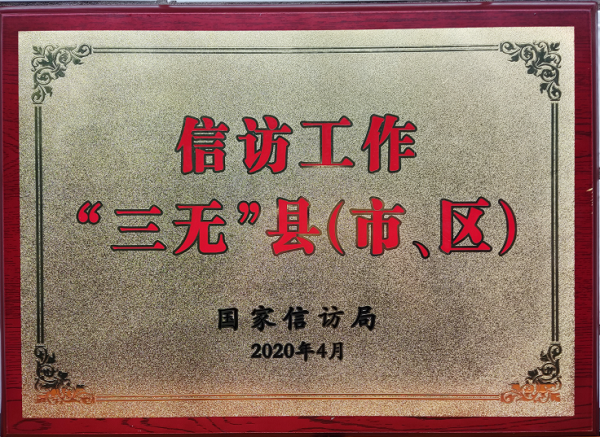 信访工作
“三无”县(市、区)
国家信访局
2020年4月